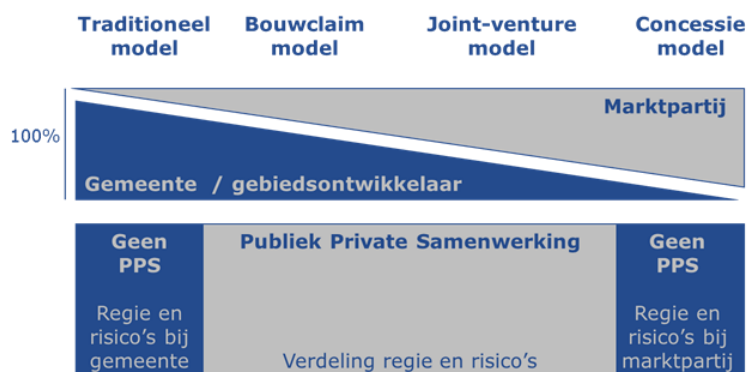 Traditioneel model
Bouwclaim model
Joint-venture model
Concessie model
100%
Marktpartij
Gemeente / gebiedsontwikkelaar
Geen
PPS
Regie en
risico's bij
gemeente
Publiek Private Samenwerking
Verdeling regie en risico's
Geen
PPS
Regie en
risico's bij
marktpartij